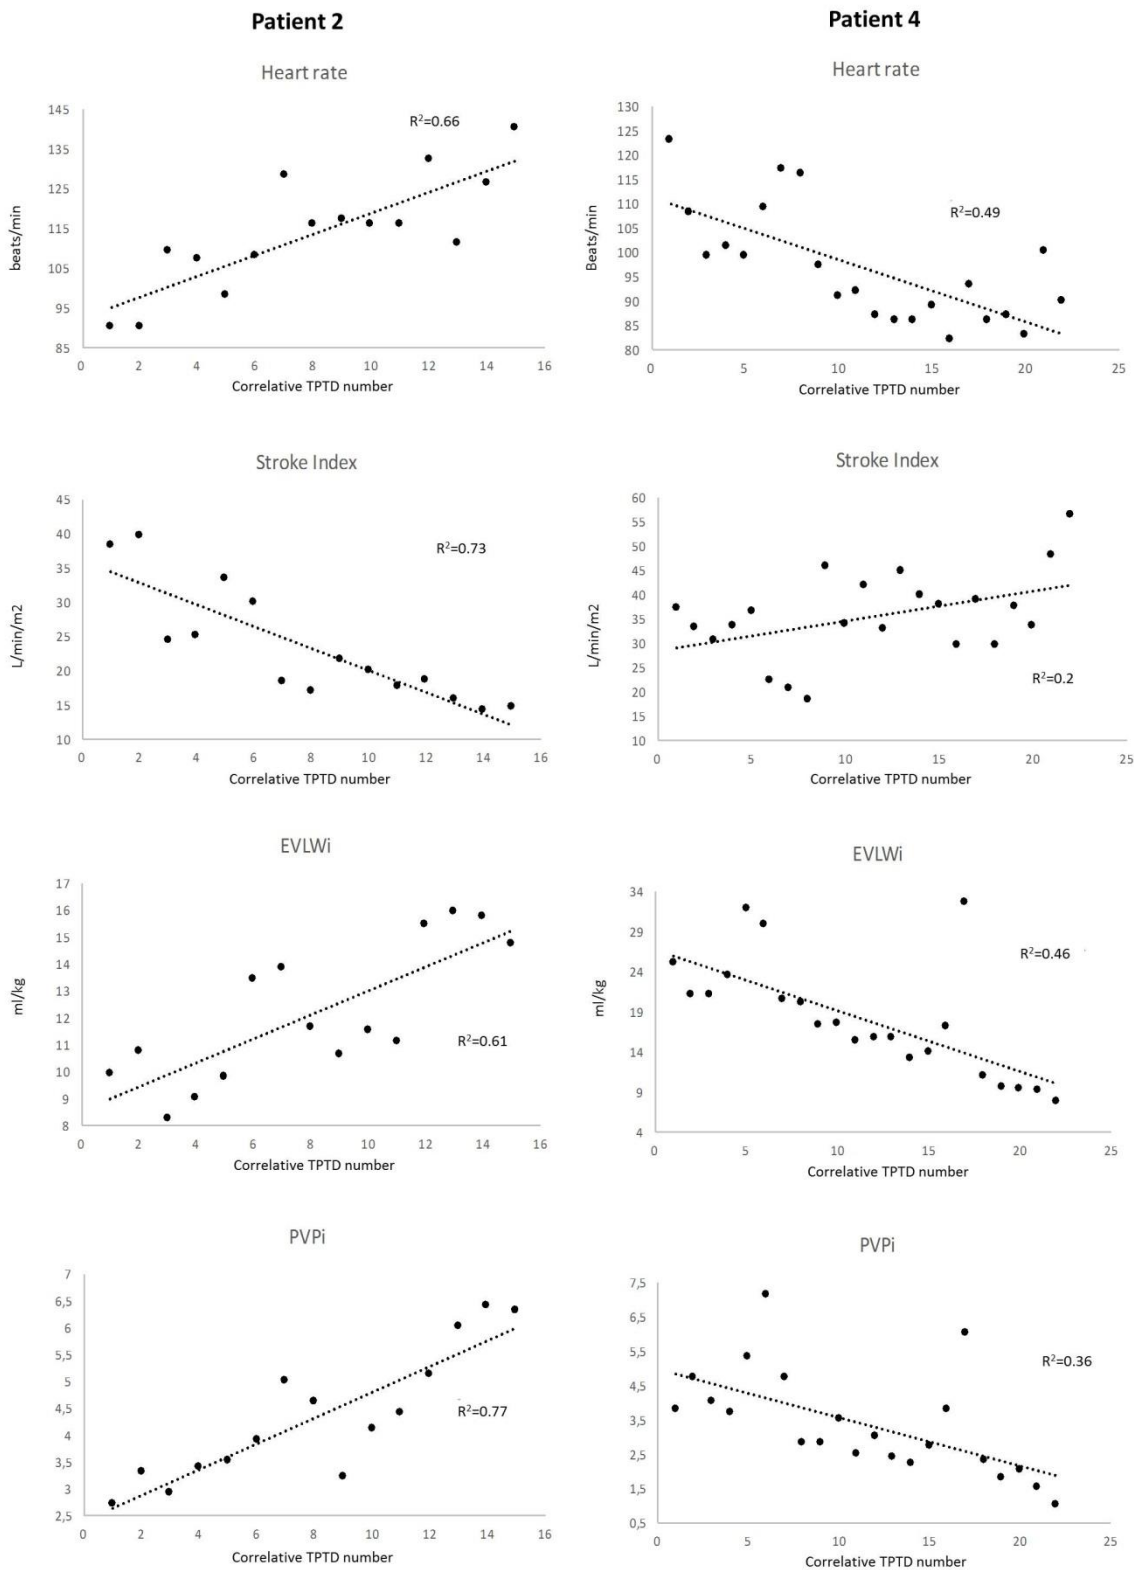 Patient 2
Patient 4
Heart rate
Heart rate
145
135
125
115
105
95
85
beats/min
R²=0.66
0 2 4 6 8 10 12 14 16
Correlative TPTD number
130
125
120
115
110
105
100
95
90
85
80
Beats/min
R²=0.49
0 5 10 15 20 25
Correlative TPTD number
Stroke Index
Stroke Index
45
40
35
30
25
20
15
10
L/min/m2
R²=0.73
0 2 4 6 8 10 12 14 16
Correlative TPTD number
60
55
50
45
40
35
30
25
20
15
10
L/min/m2
R²=0.2
0 5 10 15 20 25
Correlative TPTD number
EVLWi
EVLWi
17
16
15
14
13
12
11
10
9
8
ml/kg
R²=0.61
0 2 4 6 8 10 12 14 16
Correlative TPTD number
34
29
24
19
14
9
4
ml/kg
R²=0.46
0 5 10 15 20 25
Correlative TPTD number
PVPi
PVPi
7
6,5
6
5,5
5
4,5
4
3,5
3
2,5
R²=0.77
0 2 4 6 8 10 12 14 16
Correlative TPTD number
7,5
6,5
5,5
4,5
3,5
2,5
1,5
0,5
R²=0.36
0 5 10 15 20 25
Correlative TPTD number